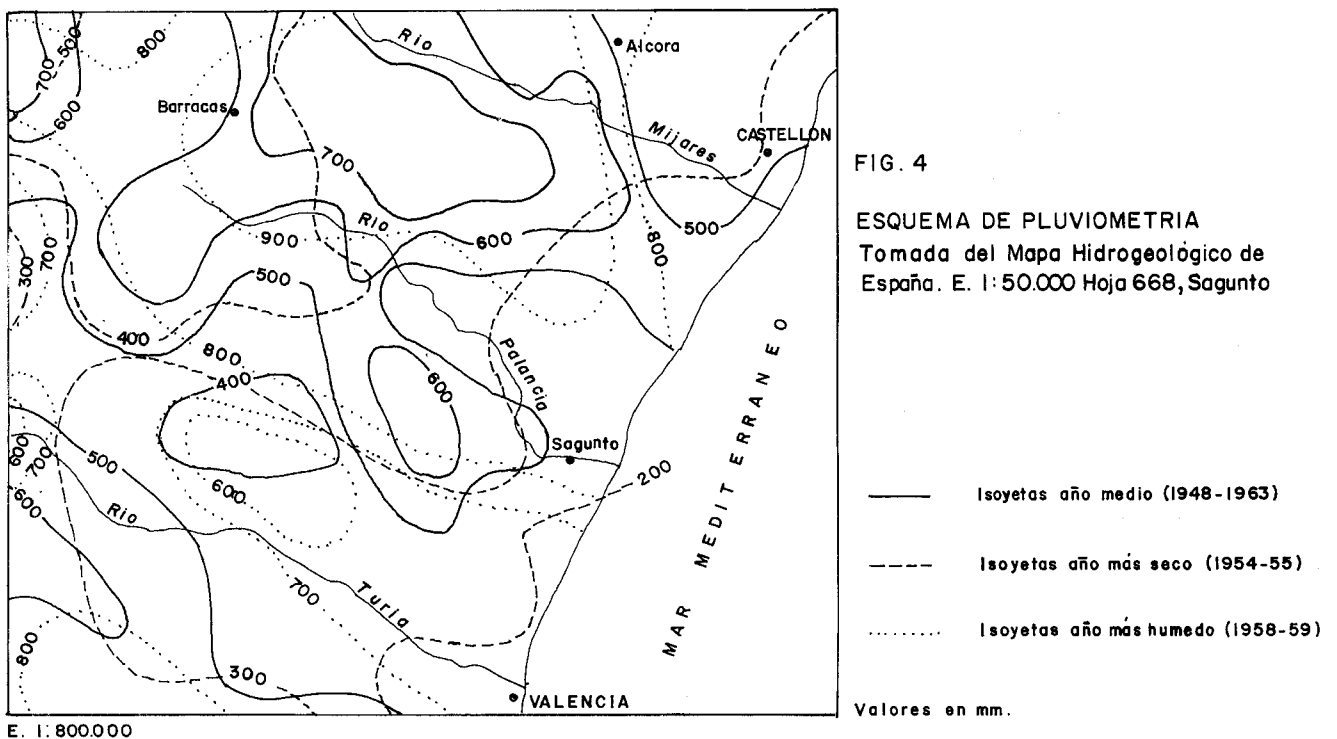 Río
Alcora
800
500
700
600
Barracas
CASTELLON
Mijares
700
Río
900
600
500
800
300
700
500
400
800
400
600
Palancia
Sagunto
200
600
700
500
600
600
Río
Turia
700
800
300
VALENCIA
MAR MEDITERRANEO
E. 1:800.000
FIG. 4
ESQUEMA DE PLUVIOMETRIA
Tomada del Mapa Hidrogeológico de
España. E. 1:50.000 Hoja 668, Sagunto
Isoyetas año medio (1948-1963)
Isoyetas año más seco (1954-55)
Isoyetas año más humedo (1958-59)
Valores en mm.